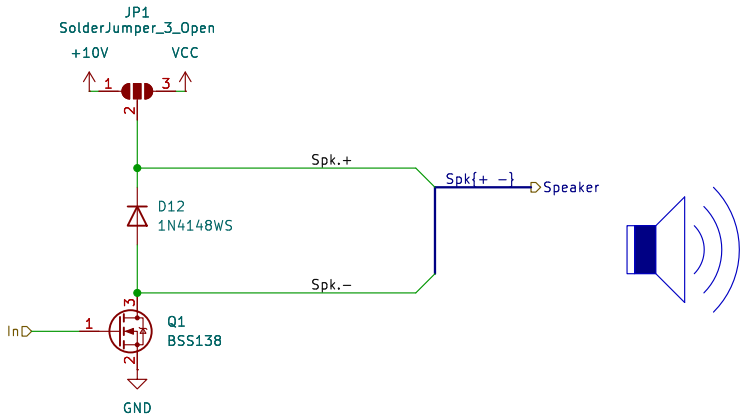 JP1
SolderJumper_3_Open
+10V
VCC
1
3
2
Spk.+
Spk{+ -}
Speaker
D12
1N4148WS
Spk.-
3
In
1
Q1
BSS138
2
GND